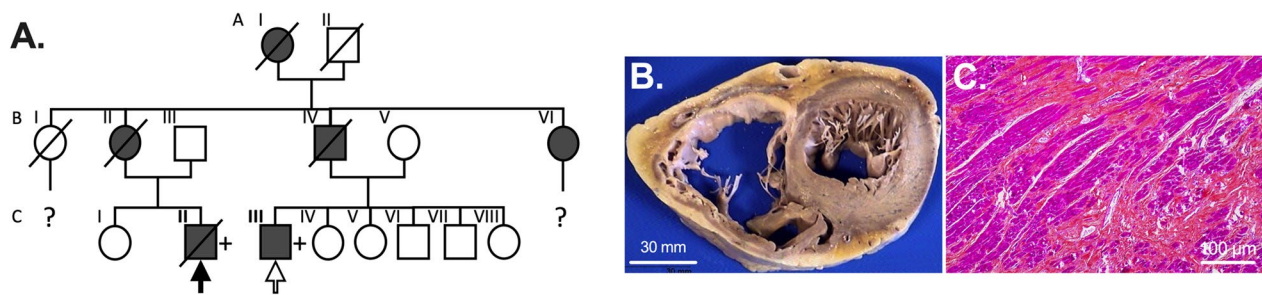 A.
A I II
B I II III IV V VI
C I II III IV V VI VII VIII
? ?
+ +
B.
30 mm
C.
100 µm